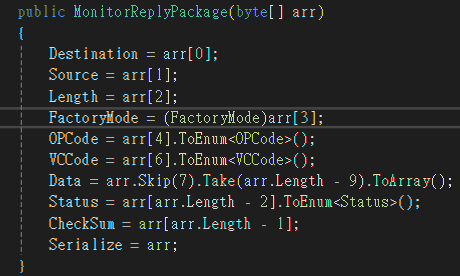 public MonitorReplyPackage(byte[] arr)
{
Destination = arr[0];
Source = arr[1];
Length = arr[2];
FactoryMode = (FactoryMode)arr[3];
OPCode = arr[4].ToEnum<OPCode>();
VCCode = arr[6].ToEnum<VCCode>();
Data = arr.Skip(7).Take(arr.Length - 9).ToArray();
Status = arr[arr.Length - 2].ToEnum<Status>();
CheckSum = arr[arr.Length - 1];
Serialize = arr;
}